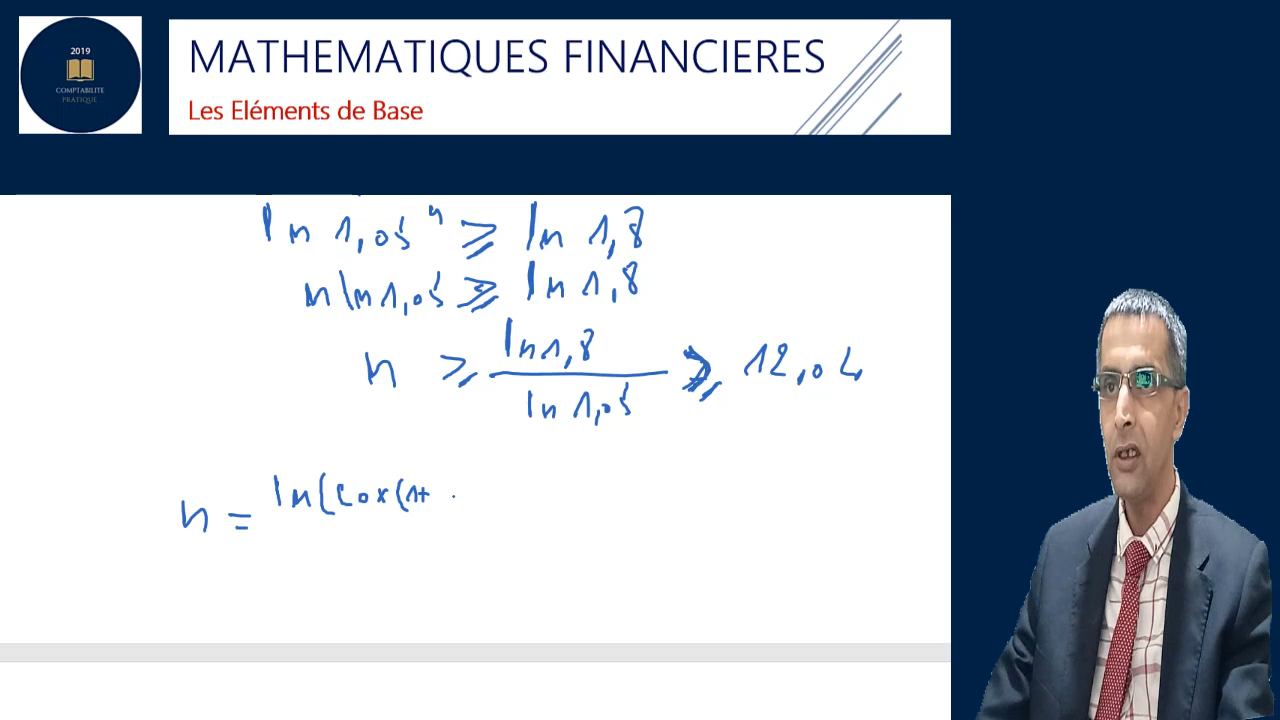 2019
COMPTABILITE
PRATIQUE
MATHEMATIQUES FINANCIERES
Les Eléments de Base
ln 1,05ⁿ ⩾ ln 1,8
n ln 1,05 ⩾ ln 1,8
n ⩾ ln 1,8 / ln 1,05 ⩾ 12,04
n = ln(Cox(1+ .